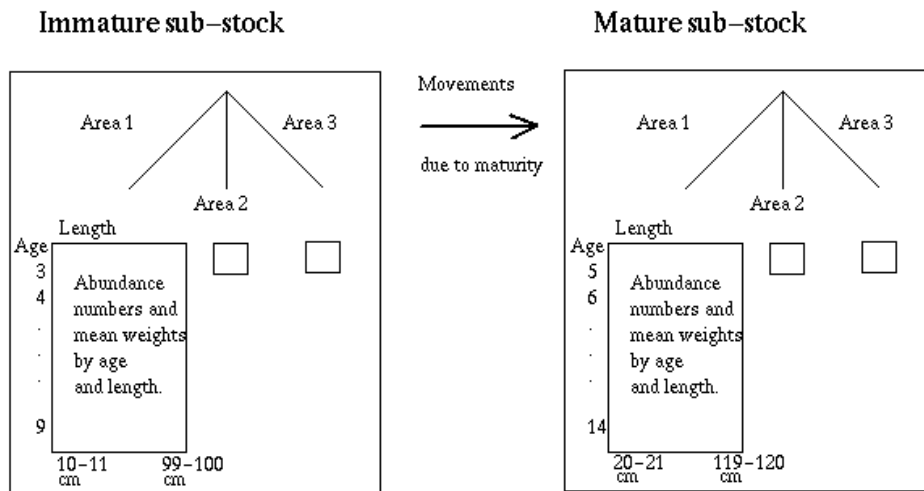 Immature sub-stock
Area 1
Area 3
Area 2
Length
Age
3
4
.
.
.
9
Abundance
numbers and
mean weights
by age
and length.
10-11
cm
99-100
cm
Movements
due to maturity
Mature sub-stock
Area 1
Area 3
Area 2
Length
Age
5
6
.
.
.
14
Abundance
numbers and
mean weights
by age
and length.
20-21
cm
119-120
cm